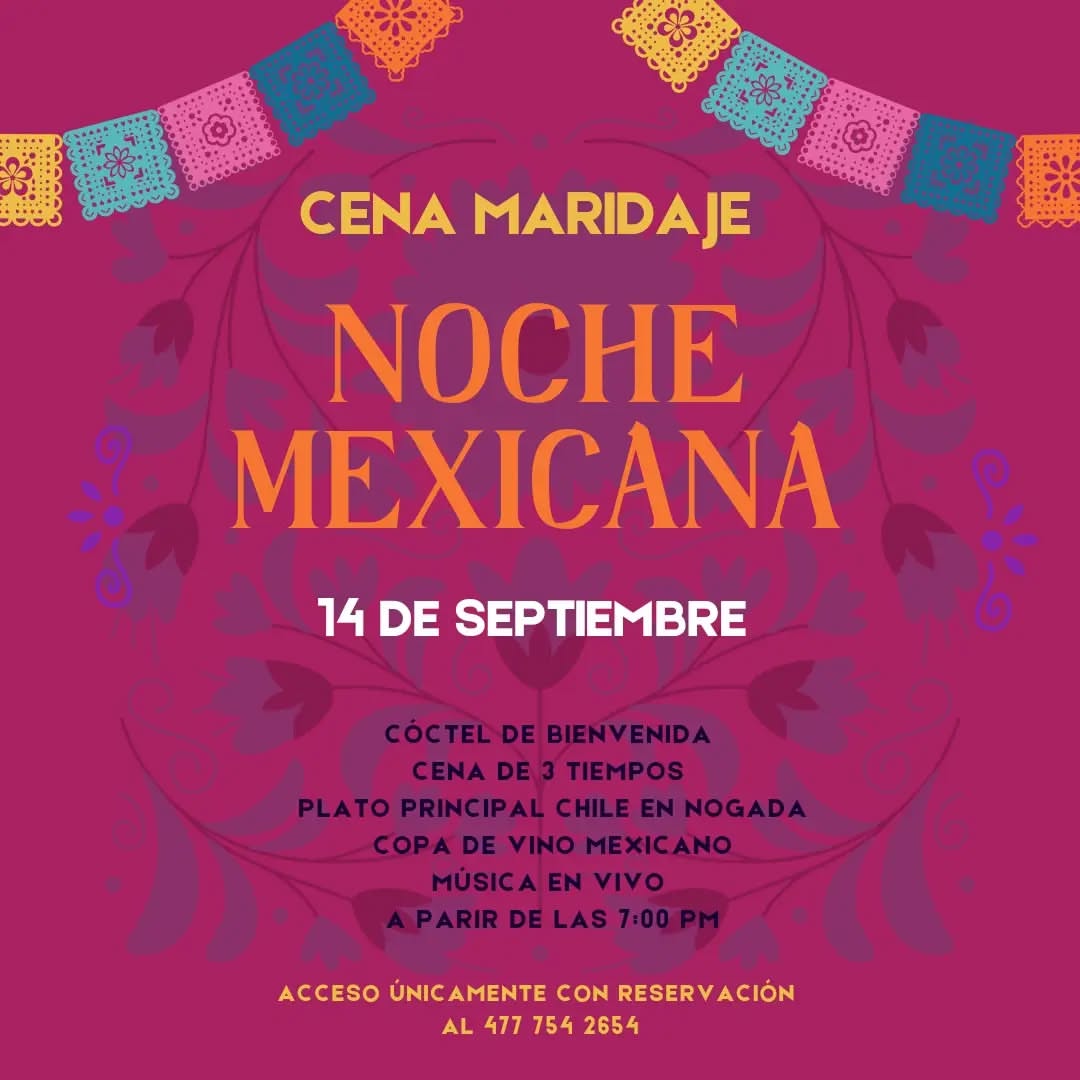 CENA MARIDAJE
NOCHE
MEXICANA
14 DE SEPTIEMBRE
CÓCTEL DE BIENVENIDA
CENA DE 3 TIEMPOS
PLATO PRINCIPAL CHILE EN NOGADA
COPA DE VINO MEXICANO
MÚSICA EN VIVO
A PARIR DE LAS 7:00 PM
ACCESO ÚNICAMENTE CON RESERVACIÓN
AL 477 754 2654